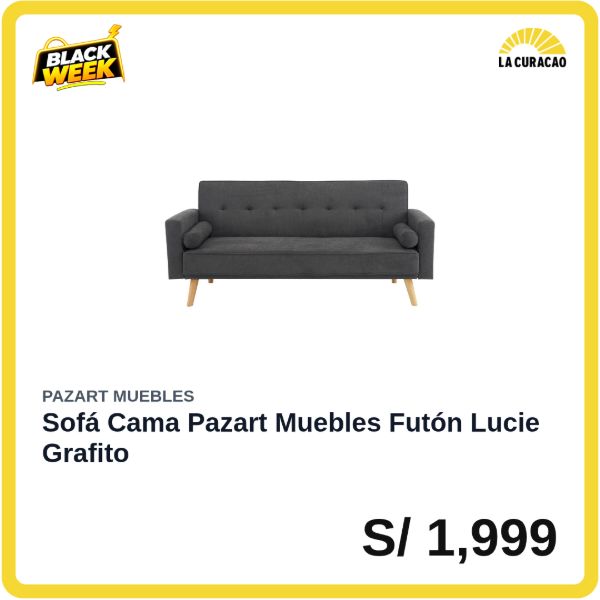 BLACK
WEEK
LA CURACAO
PAZART MUEBLES
Sofá Cama Pazart Muebles Futón Lucie
Grafito
S/ 1,999